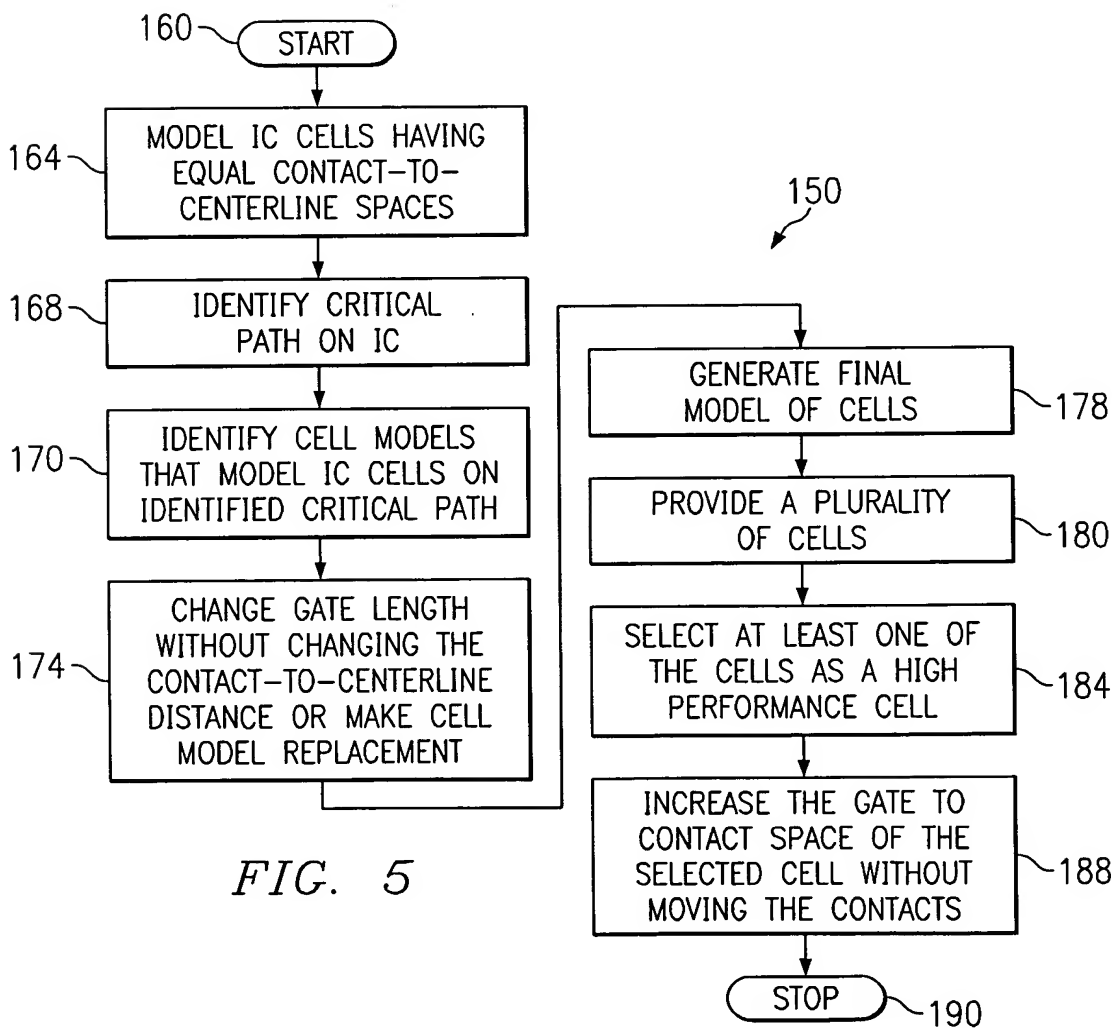 160
START
164
MODEL IC CELLS HAVING
EQUAL CONTACT-TO-
CENTERLINE SPACES
168
IDENTIFY CRITICAL
PATH ON IC
170
IDENTIFY CELL MODELS
THAT MODEL IC CELLS ON
IDENTIFIED CRITICAL PATH
174
CHANGE GATE LENGTH
WITHOUT CHANGING THE
CONTACT-TO-CENTERLINE
DISTANCE OR MAKE CELL
MODEL REPLACEMENT
150
GENERATE FINAL
MODEL OF CELLS
178
PROVIDE A PLURALITY
OF CELLS
180
SELECT AT LEAST ONE OF
THE CELLS AS A HIGH
PERFORMANCE CELL
184
INCREASE THE GATE TO
CONTACT SPACE OF THE
SELECTED CELL WITHOUT
MOVING THE CONTACTS
188
STOP
190
FIG. 5